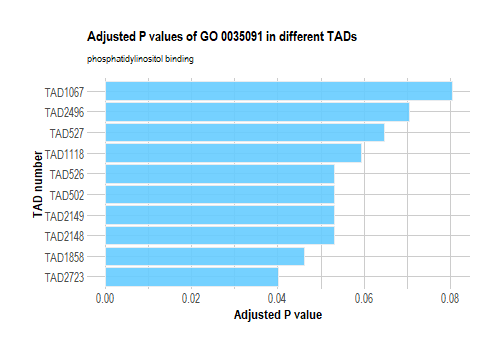 Adjusted P values of GO 0035091 in different TADs
phosphatidylinositol binding
TAD number
TAD1067
TAD2496
TAD527
TAD1118
TAD526
TAD502
TAD2149
TAD2148
TAD1858
TAD2723
0.00 0.02 0.04 0.06 0.08
Adjusted P value